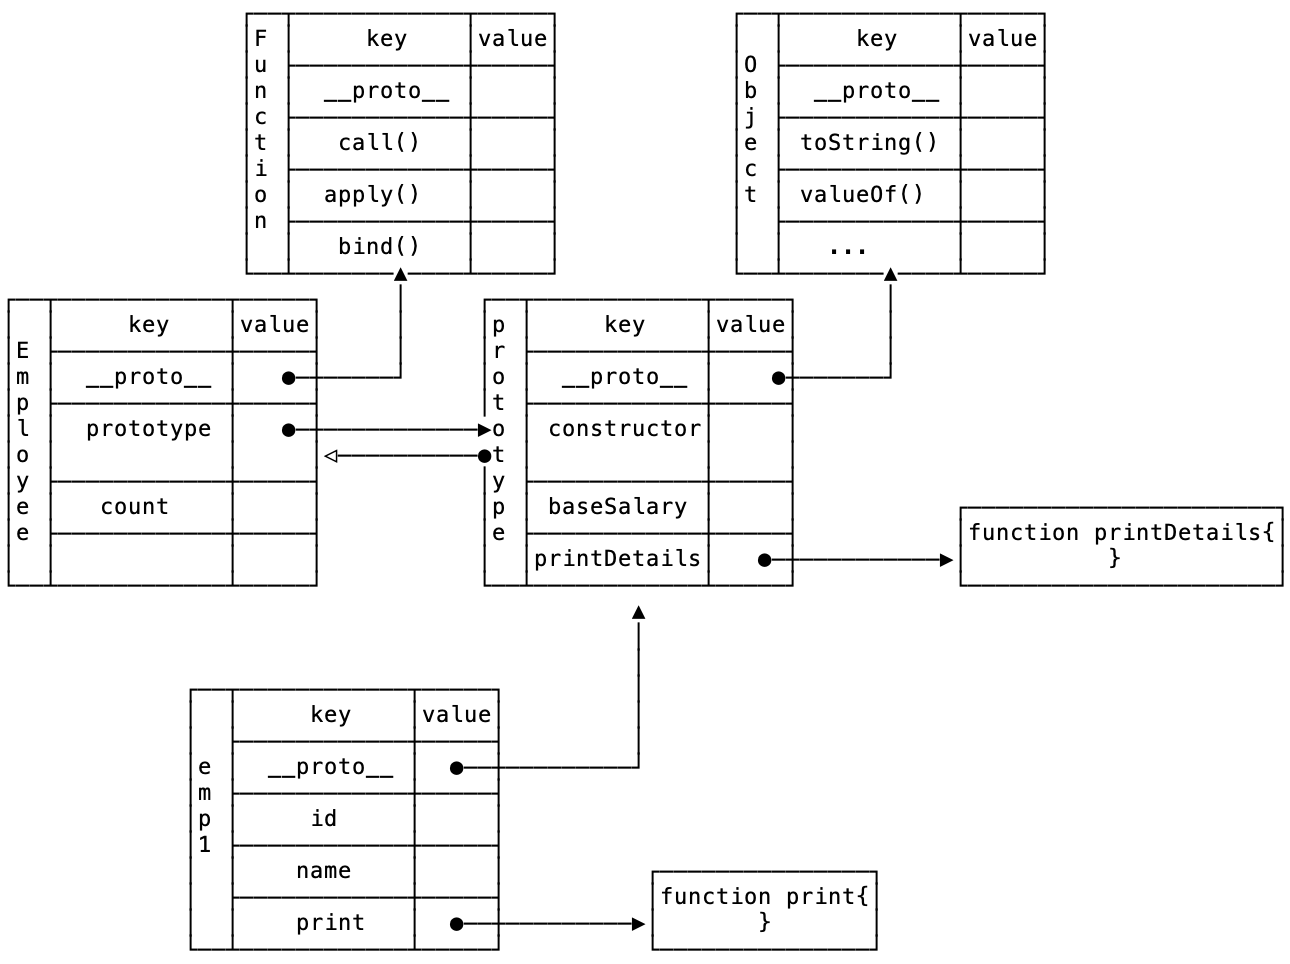 Function
key value
__proto__
call()
apply()
bind()
Object
key value
__proto__
toString()
valueOf()
...
Employee
key value
__proto__
prototype
count
prototype
key value
__proto__
constructor
baseSalary
printDetails
function printDetails{
}
emp1
key value
__proto__
id
name
print
function print{
}